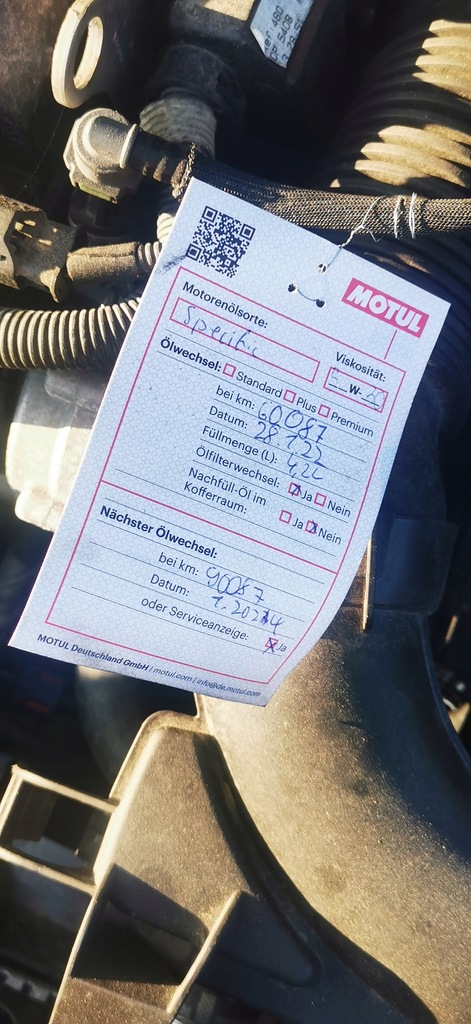 MOTUL
Motorenölsorte:
Specific
Viskosität:
W-
Ölwechsel: Standard Plus Premium
bei km: 60087
Datum: 28.1.22
Füllmenge (L): 4,2L
Ölfilterwechsel: Ja Nein
Nachfüll-Öl im
Kofferraum: Ja Nein
Nächster Ölwechsel:
bei km: 90087
Datum: 1.2024
oder Serviceanzeige: Ja
MOTUL Deutschland GmbH / motul.com / info@de.motul.com